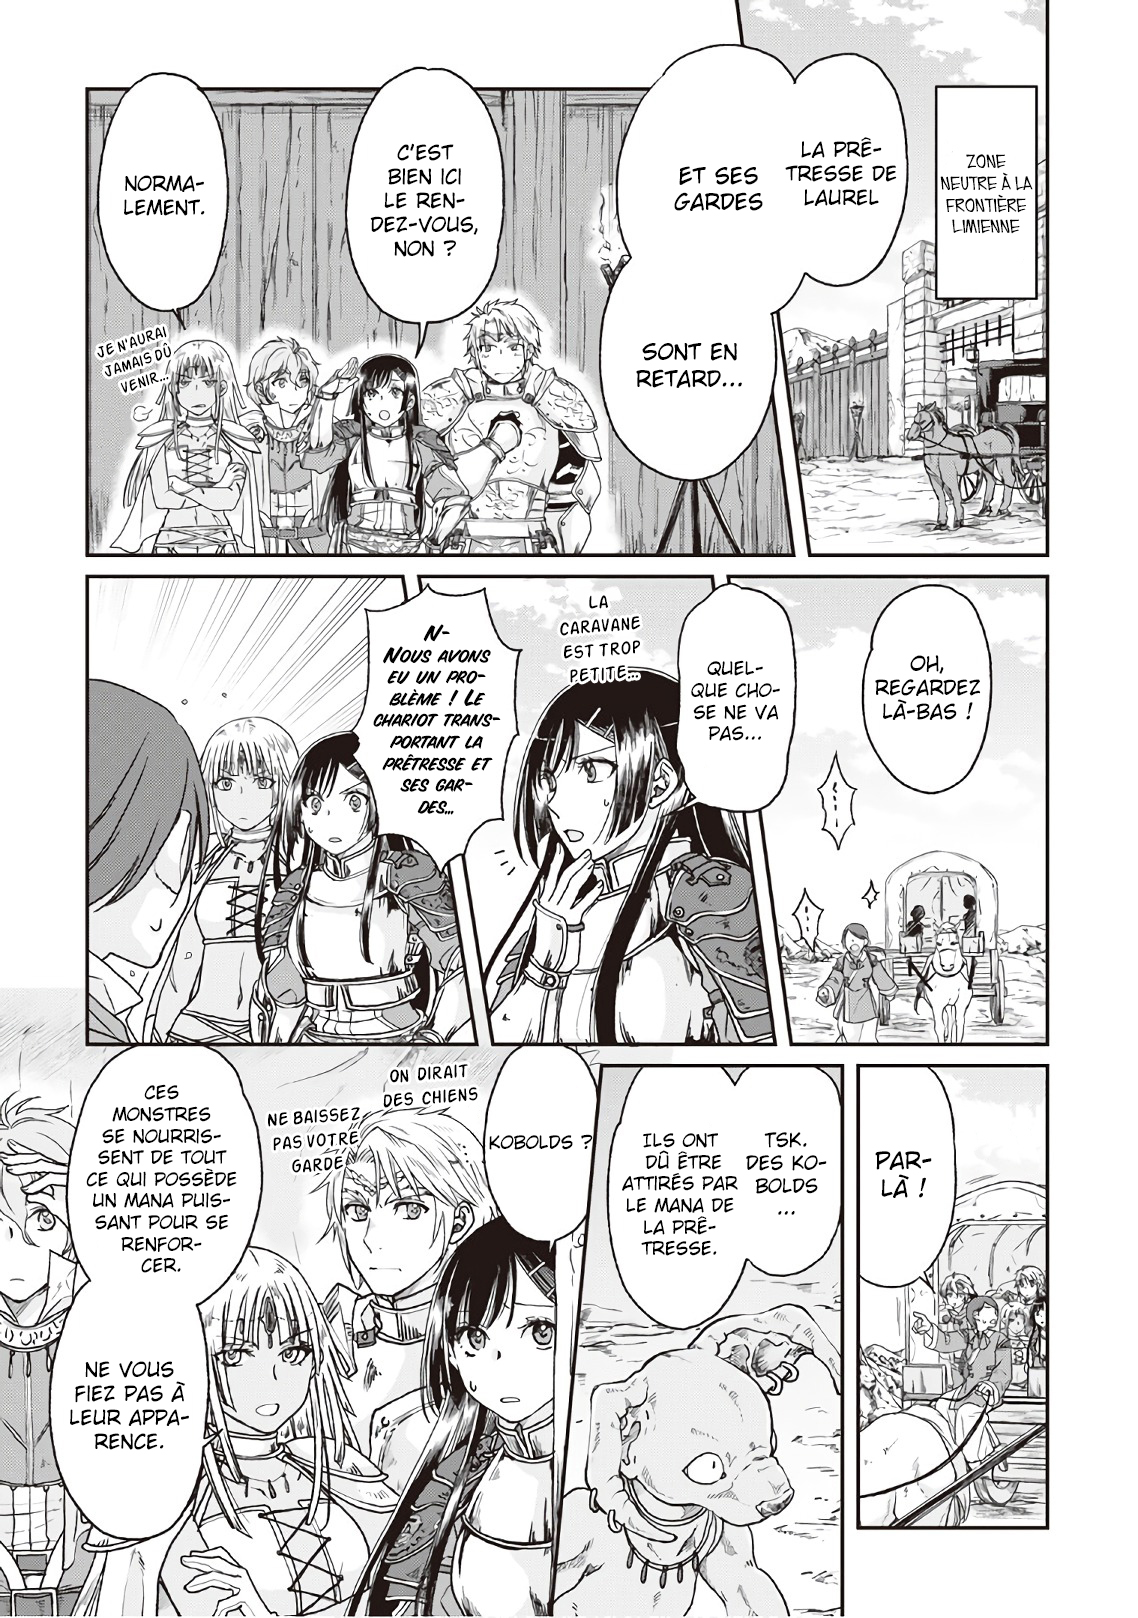 ZONE
NEUTRE À LA
FRONTIÈRE
LIMIENNE
LA PRÊ-
TRESSE DE
LAUREL
ET SES
GARDES
SONT EN
RETARD...
C'EST
BIEN ICI
LE REN-
DEZ-VOUS,
NON ?
NORMA-
LEMENT.
JE N'AURAI
JAMAIS DÛ
VENIR...
OH,
REGARDEZ
LÀ-BAS !
QUEL-
QUE CHO-
SE NE VA
PAS...
LA
CARAVANE
EST TROP
PETITE...
N-
NOUS AVONS
EU UN PRO-
BLÈME ! LE
CHARIOT TRANS-
PORTANT LA
PRÊTRESSE ET
SES GAR-
DES...
PAR-
LÀ !
TSK.
DES KO-
BOLDS
...
ILS ONT
DÛ ÊTRE
ATTIRÉS PAR
LE MANA DE
LA PRÊ-
TRESSE.
KOBOLDS ?
ON DIRAIT
DES CHIENS
NE BAISSEZ
PAS VOTRE
GARDE
CES
MONSTRES
SE NOURRIS-
SENT DE TOUT
CE QUI POSSÈDE
UN MANA PUIS-
SANT POUR SE
RENFOR-
CER.
NE VOUS
FIEZ PAS À
LEUR APPA-
RENCE.